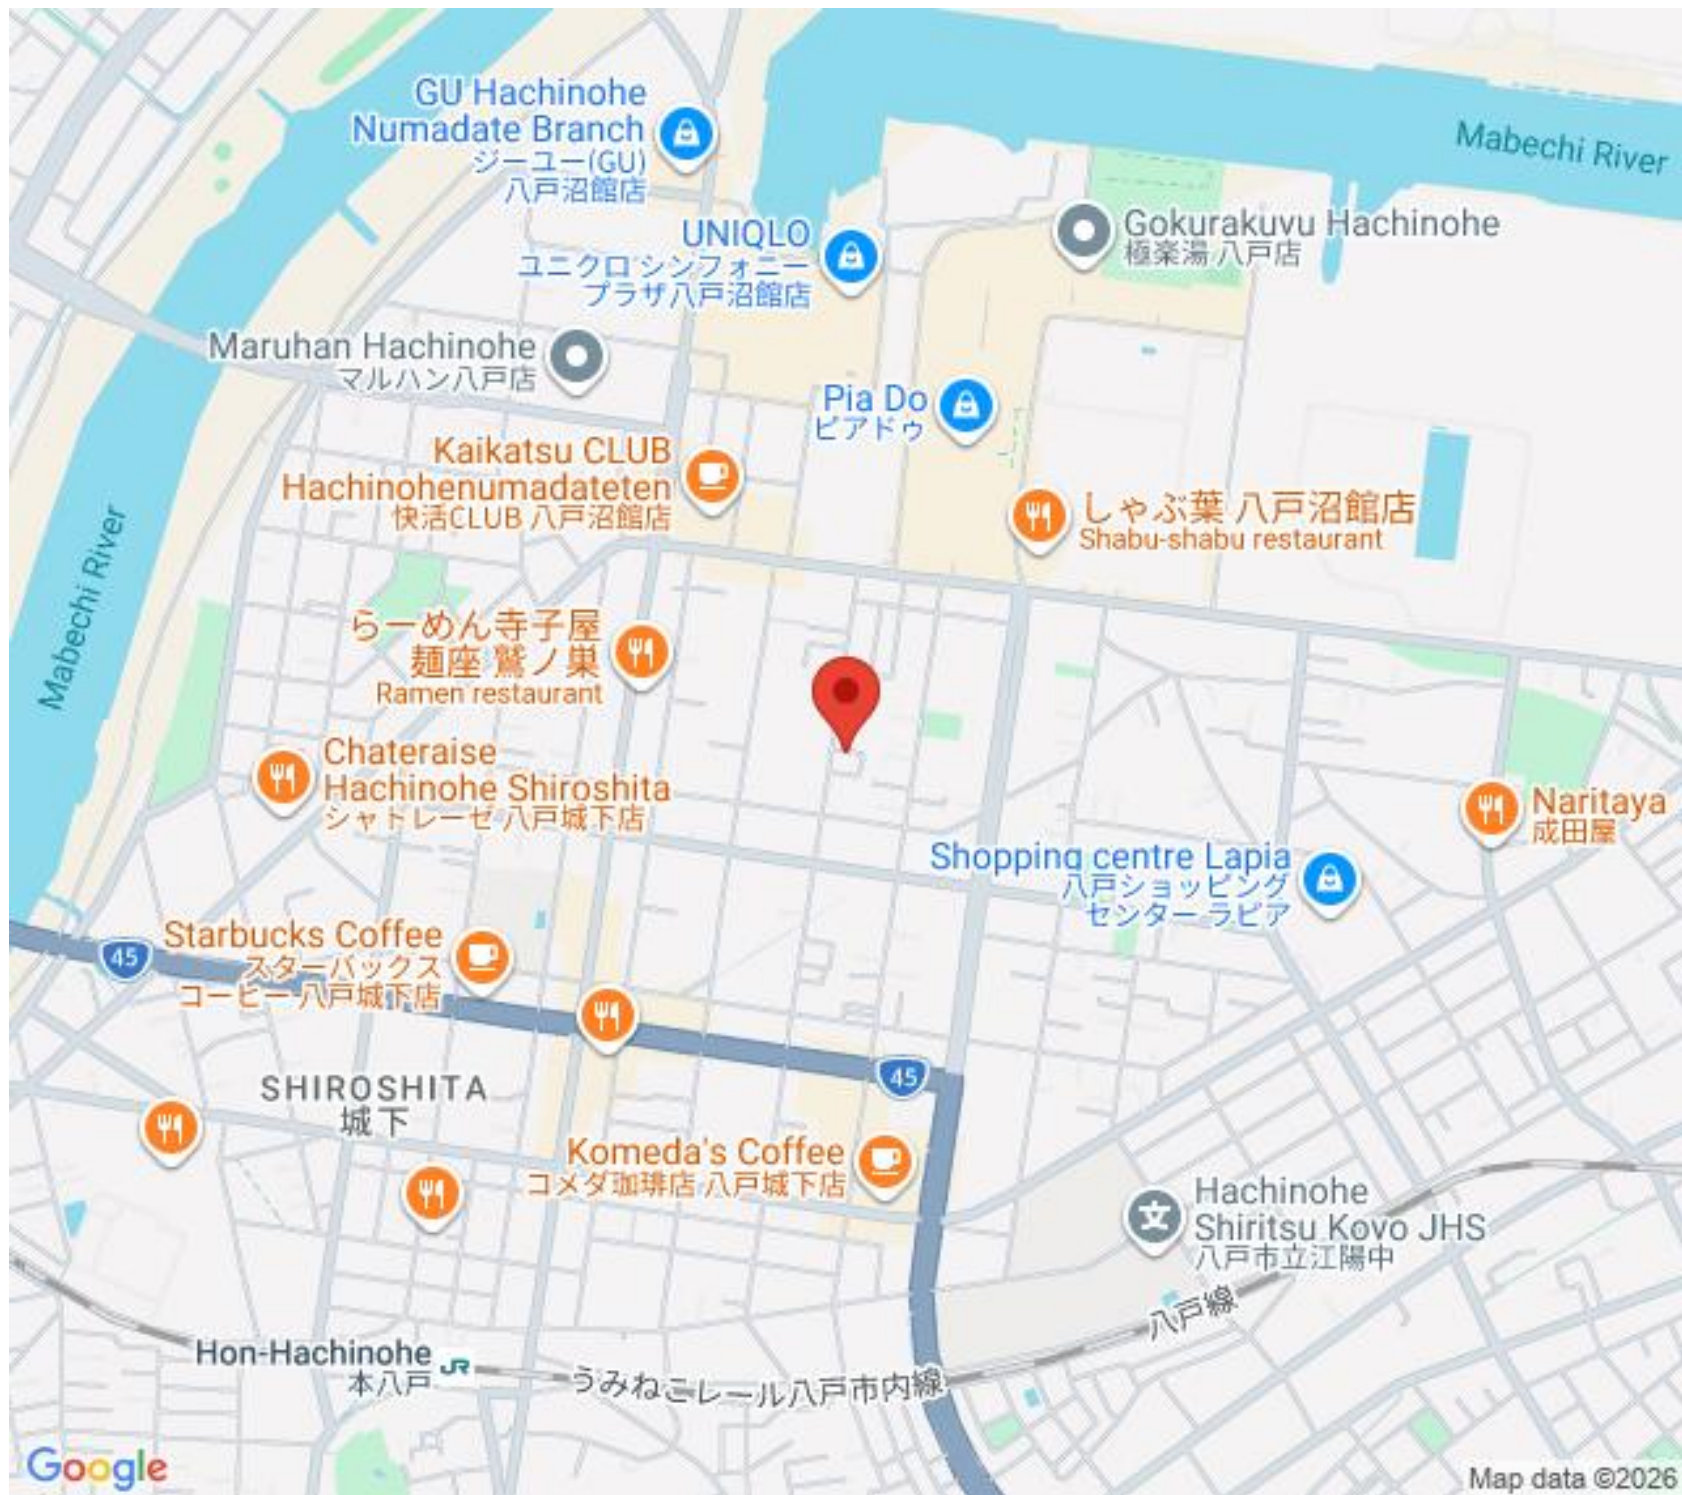 GU Hachinohe
Numadate Branch
ジーユー(GU)
八戸沼館店
Mabechi River
UNIQLO
ユニクロ シンフォニー
プラザ八戸沼館店
Gokurakuyu Hachinohe
極楽湯 八戸店
Maruhan Hachinohe
マルハン八戸店
Pia Do
ピアドゥ
Kaikatsu CLUB
Hachinohenumadateten
快活CLUB 八戸沼館店
しゃぶ葉 八戸沼館店
Shabu-shabu restaurant
Mabechi River
らーめん寺子屋
麺座 鷲ノ巣
Ramen restaurant
Chateraise
Hachinohe Shiroshita
シャトレーゼ 八戸城下店
Naritaya
成田屋
Shopping centre Lapia
八戸ショッピング
センター ラピア
45
Starbucks Coffee
スターバックス
コーヒー 八戸城下店
45
SHIROSHITA
城下
Komeda's Coffee
コメダ珈琲店 八戸城下店
文
Hachinohe
Shiritsu Koyo JHS
八戸市立江陽中
八戸線
Hon-Hachinohe
本八戸
JR
うみねこレール八戸市内線
Google
Map data ©2026